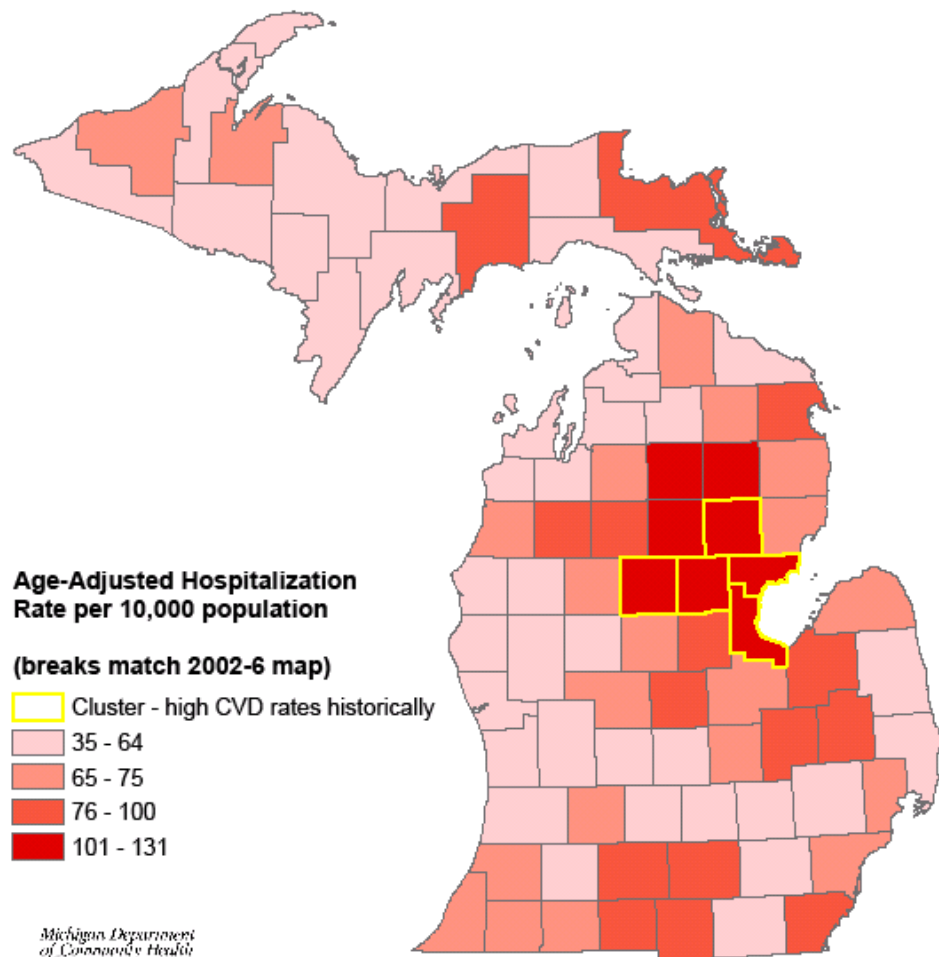 Age-Adjusted Hospitalization
Rate per 10,000 population
(breaks match 2002-6 map)
Cluster - high CVD rates historically
35 - 64
65 - 75
76 - 100
101 - 131
Michigan Department
of Community Health